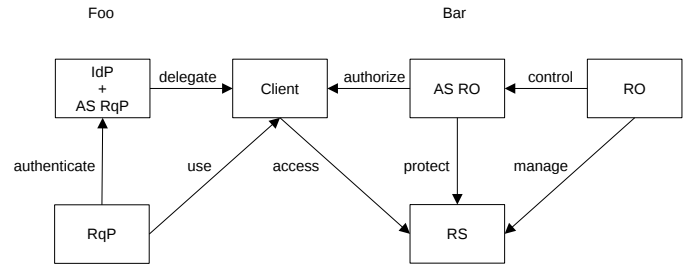 Foo
Bar
IdP
+
AS RqP
delegate
Client
authorize
AS RO
control
RO
authenticate
use
access
protect
manage
RqP
RS